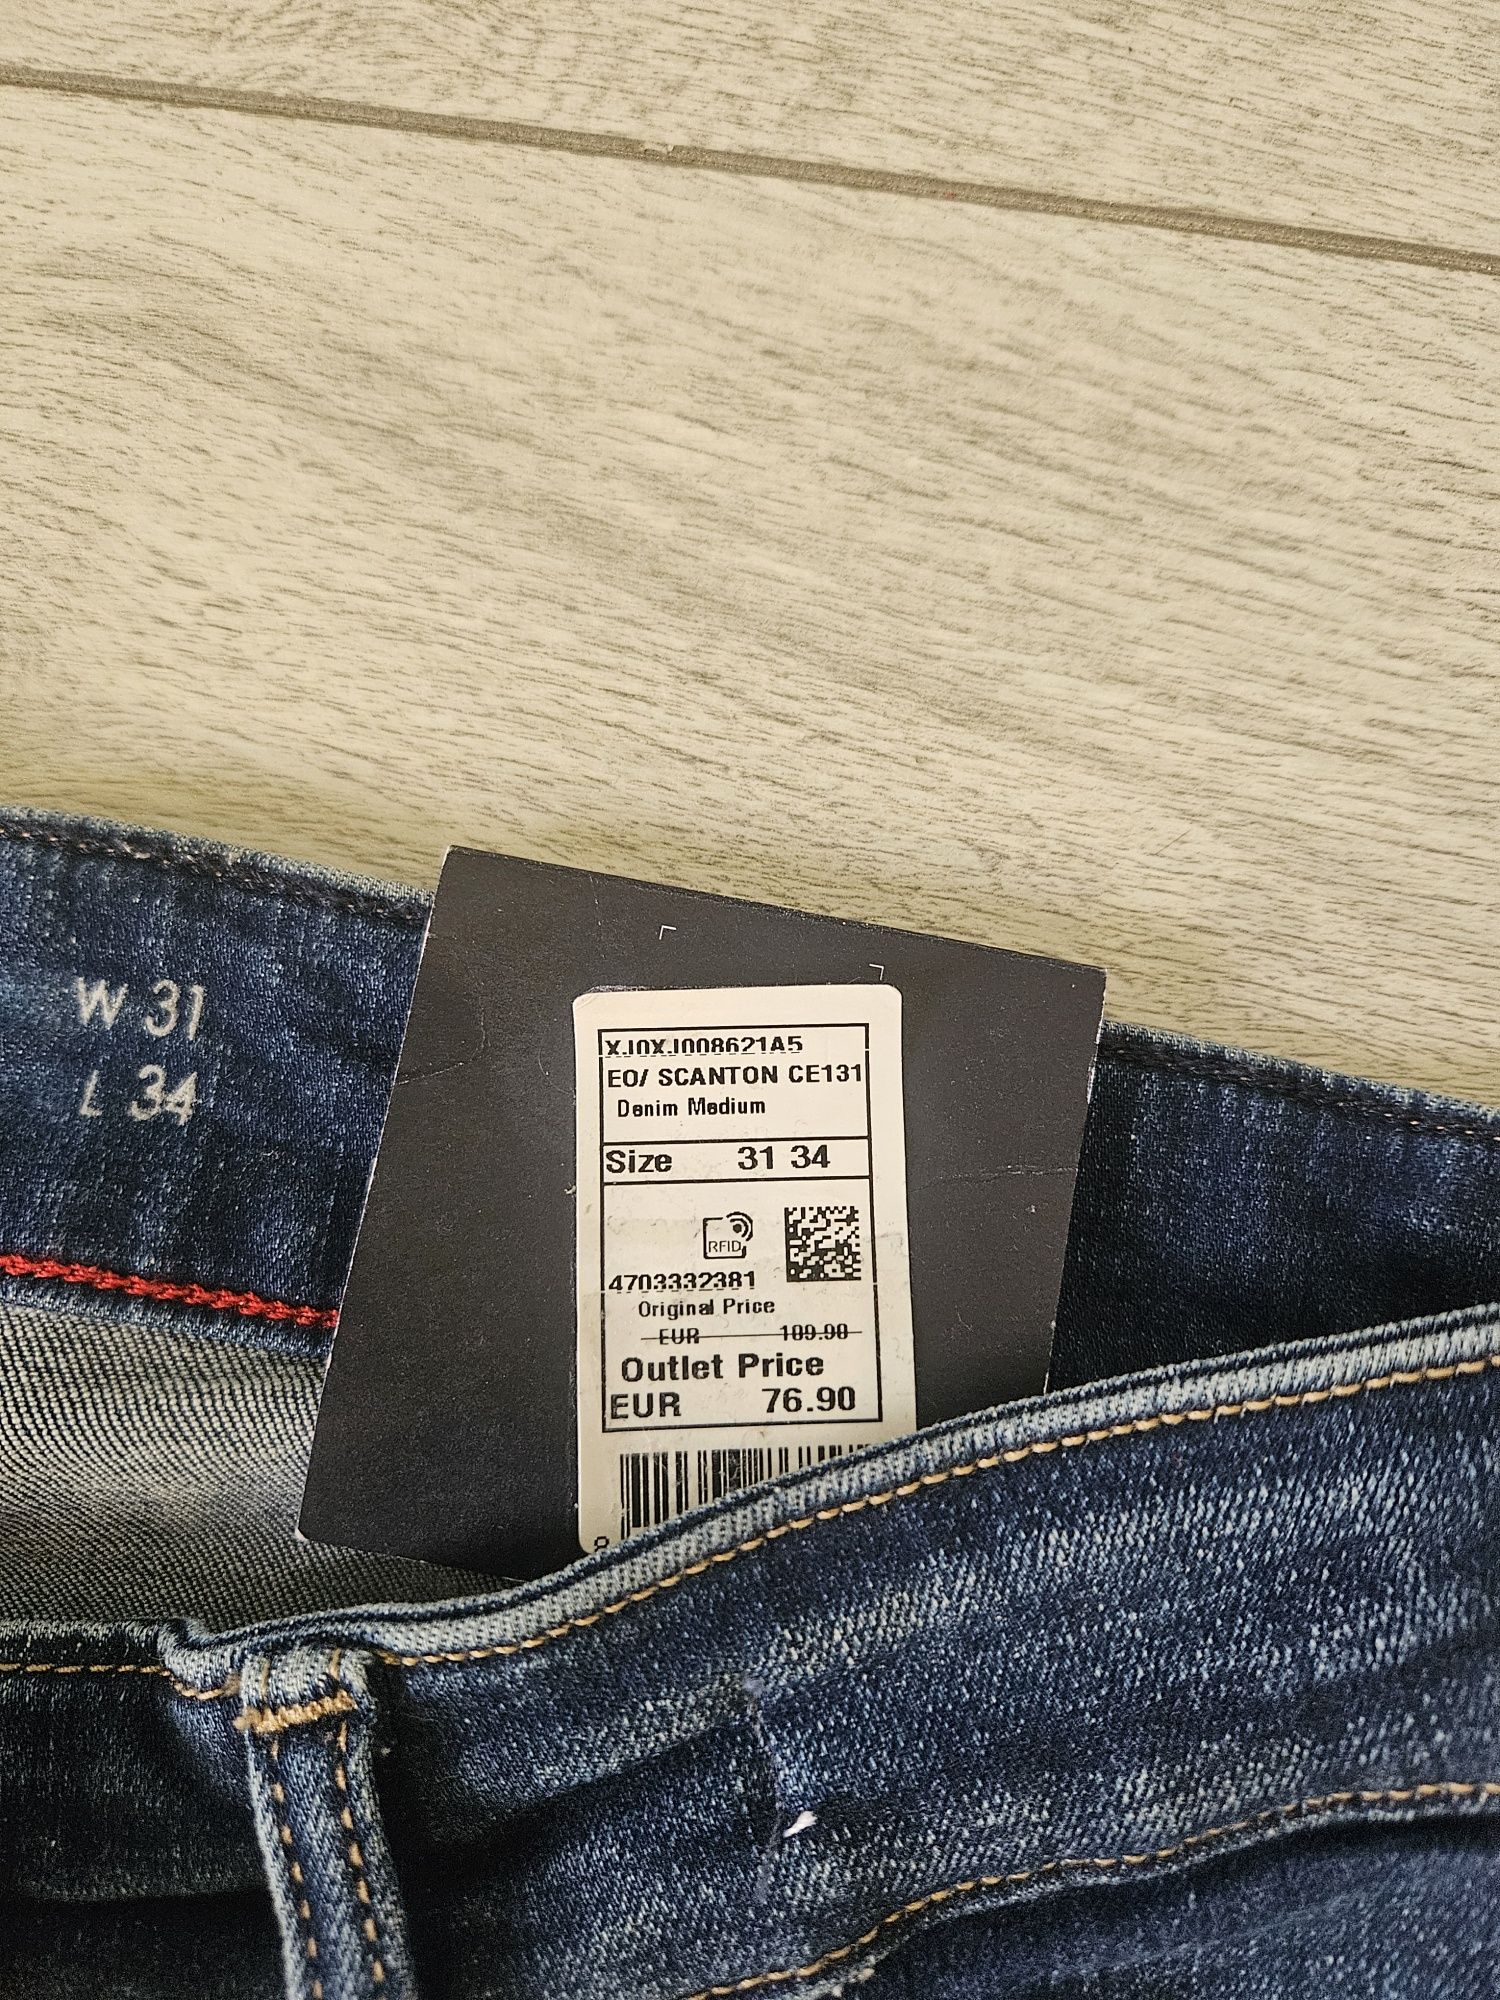 W 31
L 34
XJ0XJ008621A5
EO/ SCANTON CE131
Denim Medium
Size 31 34
RFID
4703332381
Original Price
EUR 109.90
Outlet Price
EUR 76.90